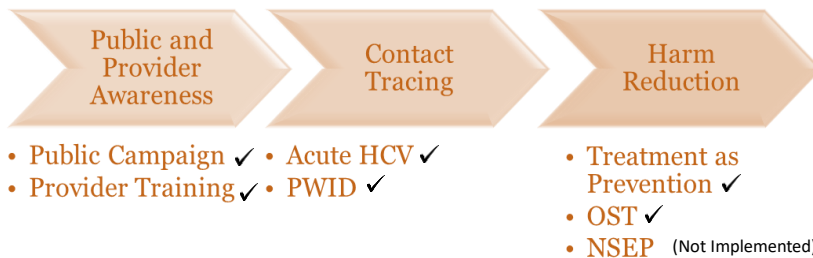 Public and
Provider
Awareness
• Public Campaign ✓
• Provider Training ✓
Contact
Tracing
• Acute HCV ✓
• PWID ✓
Harm
Reduction
• Treatment as
Prevention ✓
• OST ✓
• NSEP (Not Implemented)